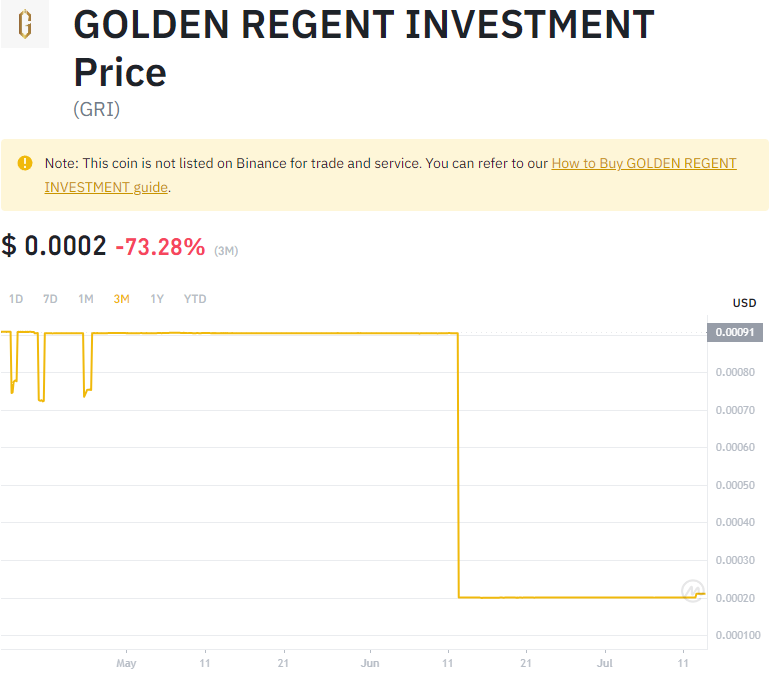 GOLDEN REGENT INVESTMENT
Price
(GRI)
Note: This coin is not listed on Binance for trade and service. You can refer to our How to Buy GOLDEN REGENT
INVESTMENT guide.
$ 0.0002 -73.28% (3M)
1D 7D 1M 3M 1Y YTD
USD
0.00091
0.00080
0.00070
0.00060
0.00050
0.00040
0.00030
0.00020
0.000100
May 11 21 Jun 11 21 Jul 11